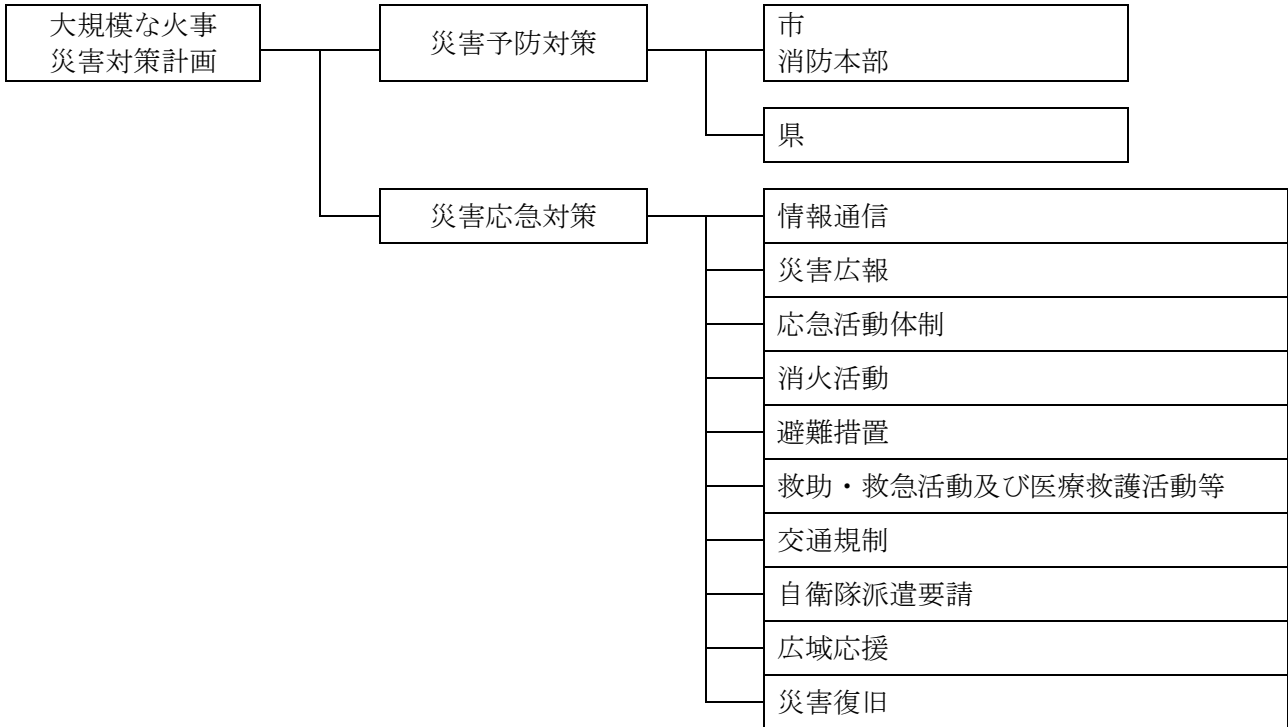 大規模な火事
災害対策計画
災害予防対策
市
消防本部
県
災害応急対策
情報通信
災害広報
応急活動体制
消火活動
避難措置
救助・救急活動及び医療救護活動等
交通規制
自衛隊派遣要請
広域応援
災害復旧